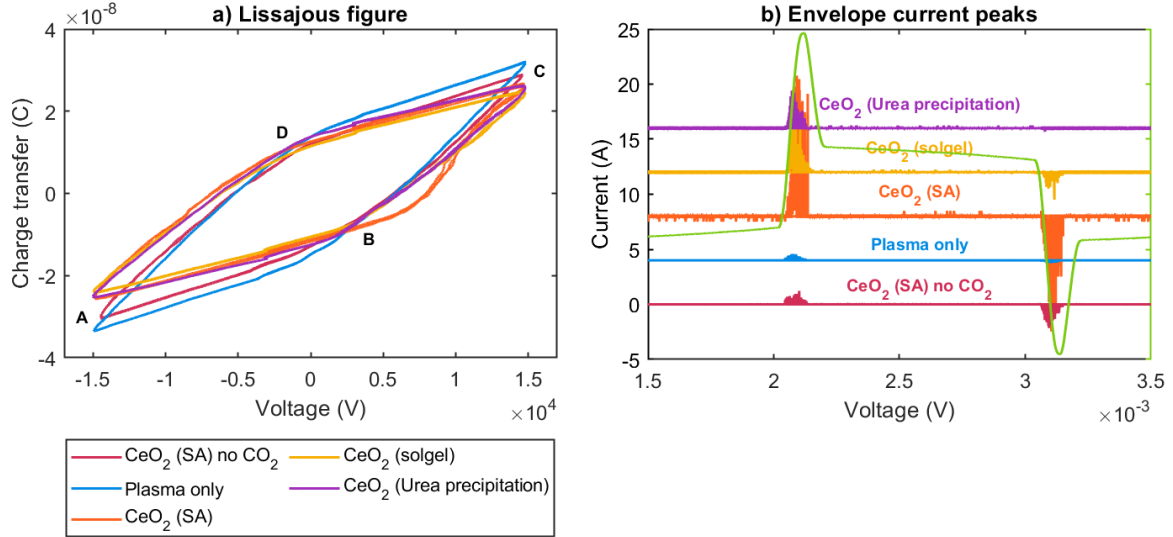 a) Lissajous figure
×10⁻⁸
4
2
0
-2
-4
Charge transfer (C)
A
B
C
D
-1.5 -1 -0.5 0 0.5 1 1.5
Voltage (V)
×10⁴
CeO₂ (SA) no CO₂
Plasma only
CeO₂ (SA)
CeO₂ (solgel)
CeO₂ (Urea precipitation)
b) Envelope current peaks
25
20
15
10
5
0
-5
Current (A)
CeO₂ (Urea precipitation)
CeO₂ (solgel)
CeO₂ (SA)
Plasma only
CeO₂ (SA) no CO₂
1.5 2 2.5 3 3.5
Voltage (V)
×10⁻³